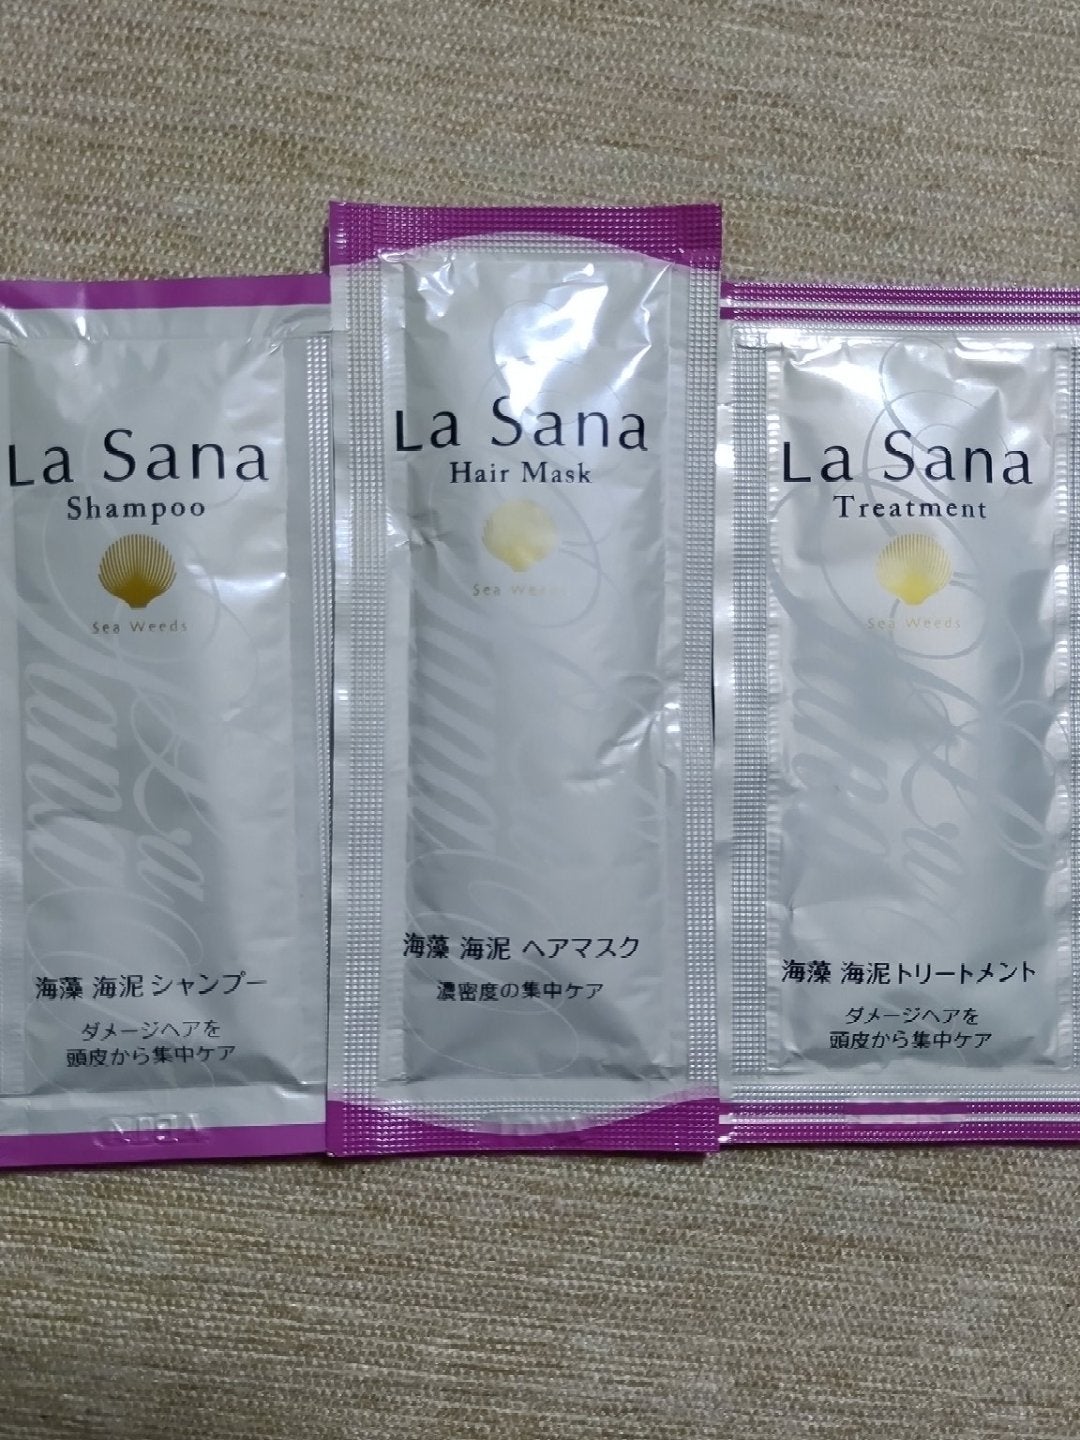 La Sana
Shampoo
Sea Weeds
海藻 海泥 シャンプー
ダメージヘアを
頭皮から集中ケア
La Sana
Hair Mask
Sea Weeds
海藻 海泥 ヘアマスク
濃密度の集中ケア
La Sana
Treatment
Sea Weeds
海藻 海泥 トリートメント
ダメージヘアを
頭皮から集中ケア